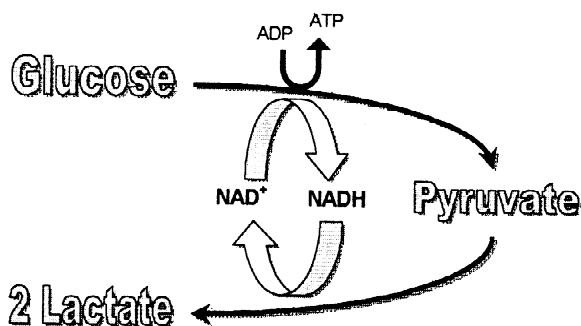 ADP ATP
Glucose
NAD⁺ NADH
Pyruvate
2 Lactate